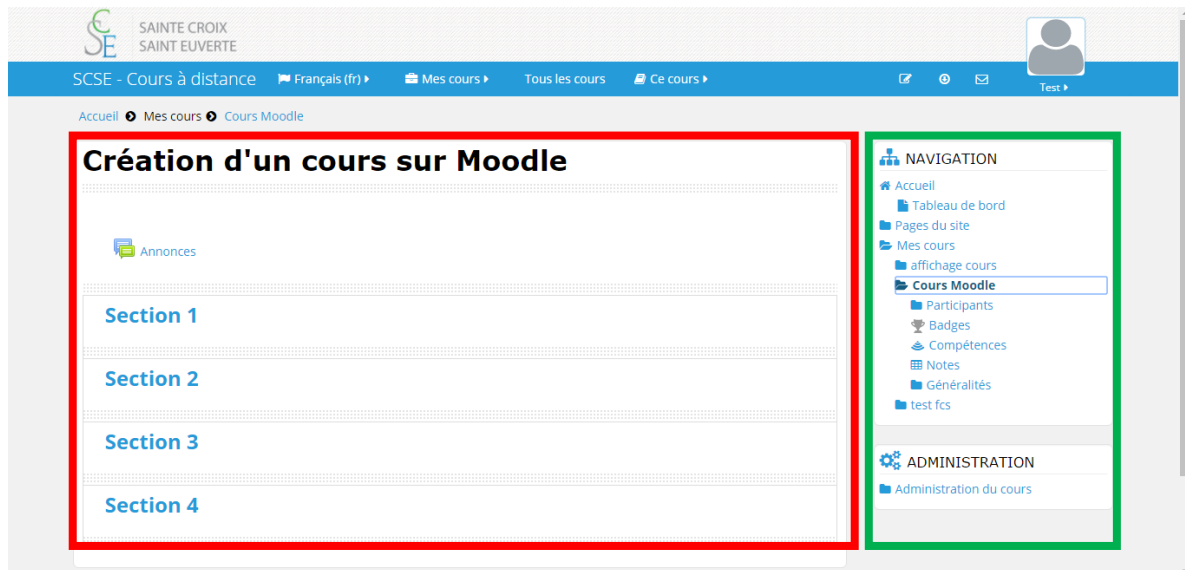 SCE
SAINTE CROIX
SAINT EUVERTE
SCSE - Cours à distance Français (fr) Mes cours Tous les cours Ce cours Test
Accueil Mes cours Cours Moodle
Création d'un cours sur Moodle
Annonces
Section 1
Section 2
Section 3
Section 4
NAVIGATION
Accueil
Tableau de bord
Pages du site
Mes cours
affichage cours
Cours Moodle
Participants
Badges
Compétences
Notes
Généralités
test fcs
ADMINISTRATION
Administration du cours